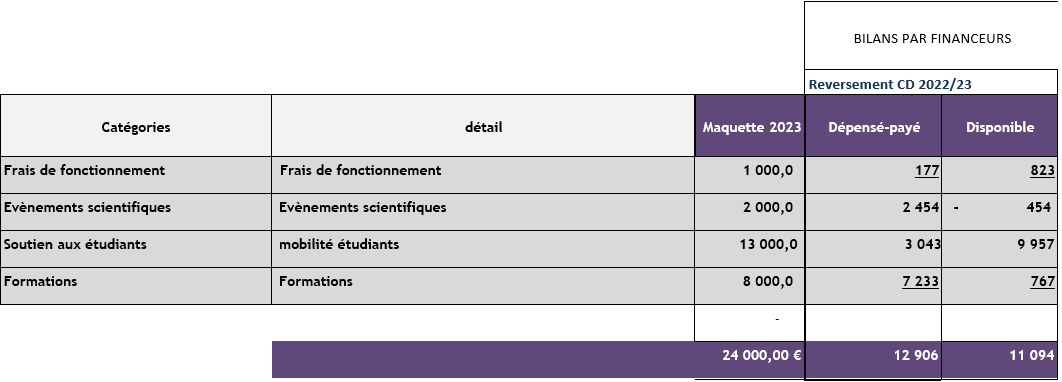 BILANS PAR FINANCEURS
Reversement CD 2022/23
Catégories détail Maquette 2023 Dépensé-payé Disponible
Frais de fonctionnement Frais de fonctionnement 1 000,0 177 823
Evènements scientifiques Evènements scientifiques 2 000,0 2 454 - 454
Soutien aux étudiants mobilité étudiants 13 000,0 3 043 9 957
Formations Formations 8 000,0 7 233 767
-
24 000,00 € 12 906 11 094